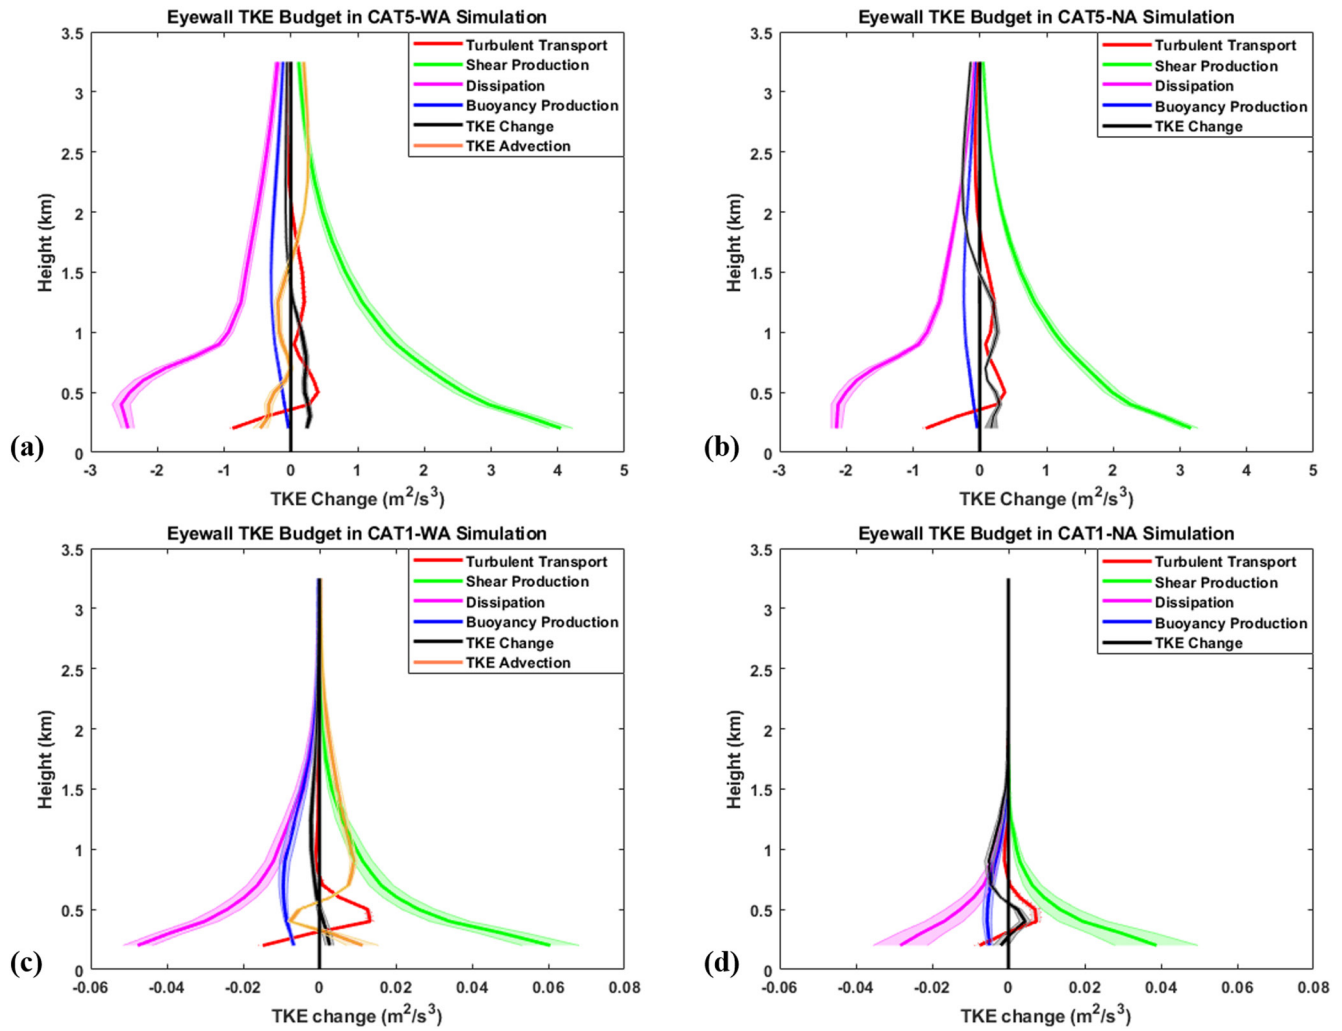 Eyewall TKE Budget in CAT5-WA Simulation
3.5
3
2.5
2
1.5
1
0.5
0
Height (km)
Turbulent Transport
Shear Production
Dissipation
Buoyancy Production
TKE Change
TKE Advection
-3 -2 -1 0 1 2 3 4 5
TKE Change (m²/s³)
(a)
Eyewall TKE Budget in CAT5-NA Simulation
3.5
3
2.5
2
1.5
1
0.5
0
Height (km)
Turbulent Transport
Shear Production
Dissipation
Buoyancy Production
TKE Change
-3 -2 -1 0 1 2 3 4 5
TKE Change (m²/s³)
(b)
Eyewall TKE Budget in CAT1-WA Simulation
3.5
3
2.5
2
1.5
1
0.5
0
Height (km)
Turbulent Transport
Shear Production
Dissipation
Buoyancy Production
TKE Change
TKE Advection
-0.06 -0.04 -0.02 0 0.02 0.04 0.06 0.08
TKE change (m²/s³)
(c)
Eyewall TKE Budget in CAT1-NA Simulation
3.5
3
2.5
2
1.5
1
0.5
0
Height (km)
Turbulent Transport
Shear Production
Dissipation
Buoyancy Production
TKE Change
-0.06 -0.04 -0.02 0 0.02 0.04 0.06 0.08
TKE change (m²/s³)
(d)